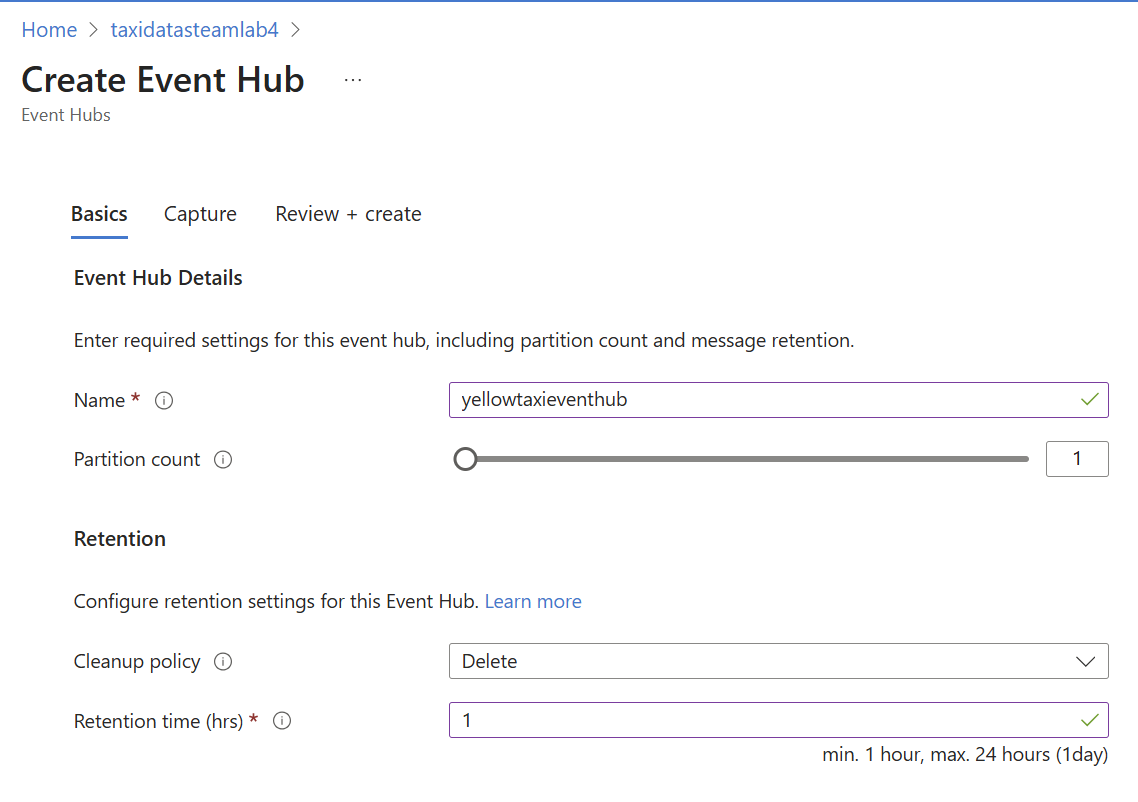 Home > taxidatasteamlab4 >
Create Event Hub ...
Event Hubs
Basics Capture Review + create
Event Hub Details
Enter required settings for this event hub, including partition count and message retention.
Name * yellowtaxieventhub
Partition count 1
Retention
Configure retention settings for this Event Hub. Learn more
Cleanup policy Delete
Retention time (hrs) * 1
min. 1 hour, max. 24 hours (1day)